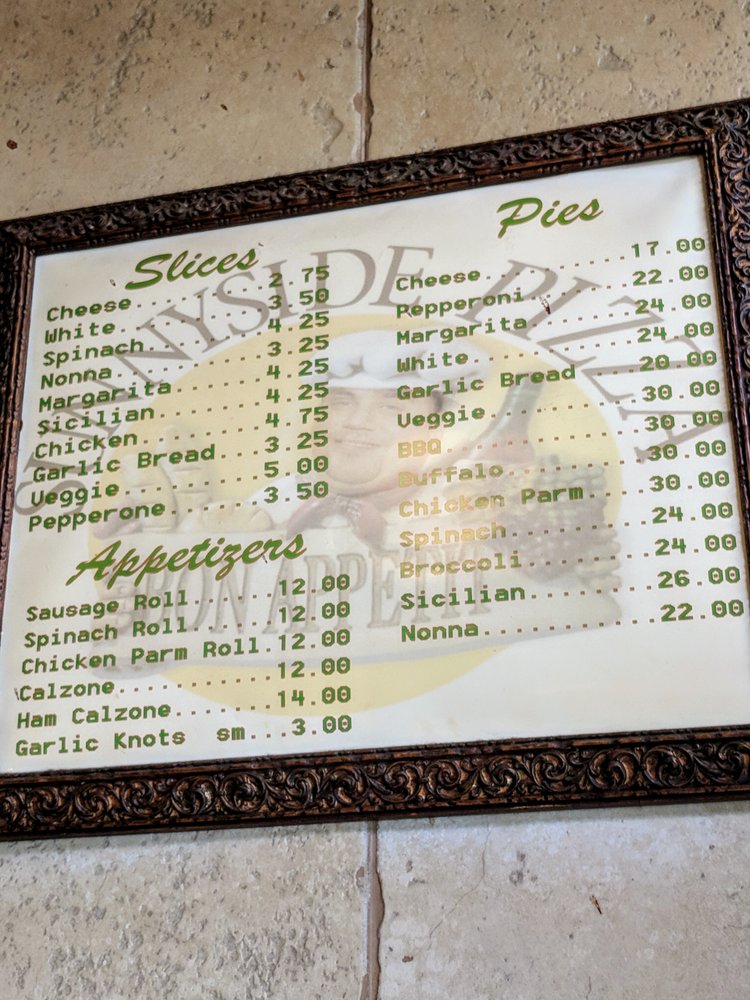 SUNNYSIDE PIZZA
Slices
Cheese........2.75
White.........3.50
Spinach.......4.25
Nonna.........3.25
Margarita.....4.25
Sicilian......4.25
Chicken.......4.75
Garlic Bread..3.25
Veggie........5.00
Pepperone.....3.50
Appetizers
Sausage Roll.....12.00
Spinach Roll.....12.00
Chicken Parm Roll.12.00
Calzone..........12.00
Ham Calzone......14.00
Garlic Knots sm...3.00
Pies
Cheese..........17.00
Pepperoni.......22.00
Margarita.......24.00
White...........24.00
Garlic Bread....20.00
Veggie..........30.00
BBQ.............30.00
Buffalo.........30.00
Chicken Parm....30.00
Spinach.........24.00
Broccoli........24.00
Sicilian........26.00
Nonna...........22.00
BON APPETIT